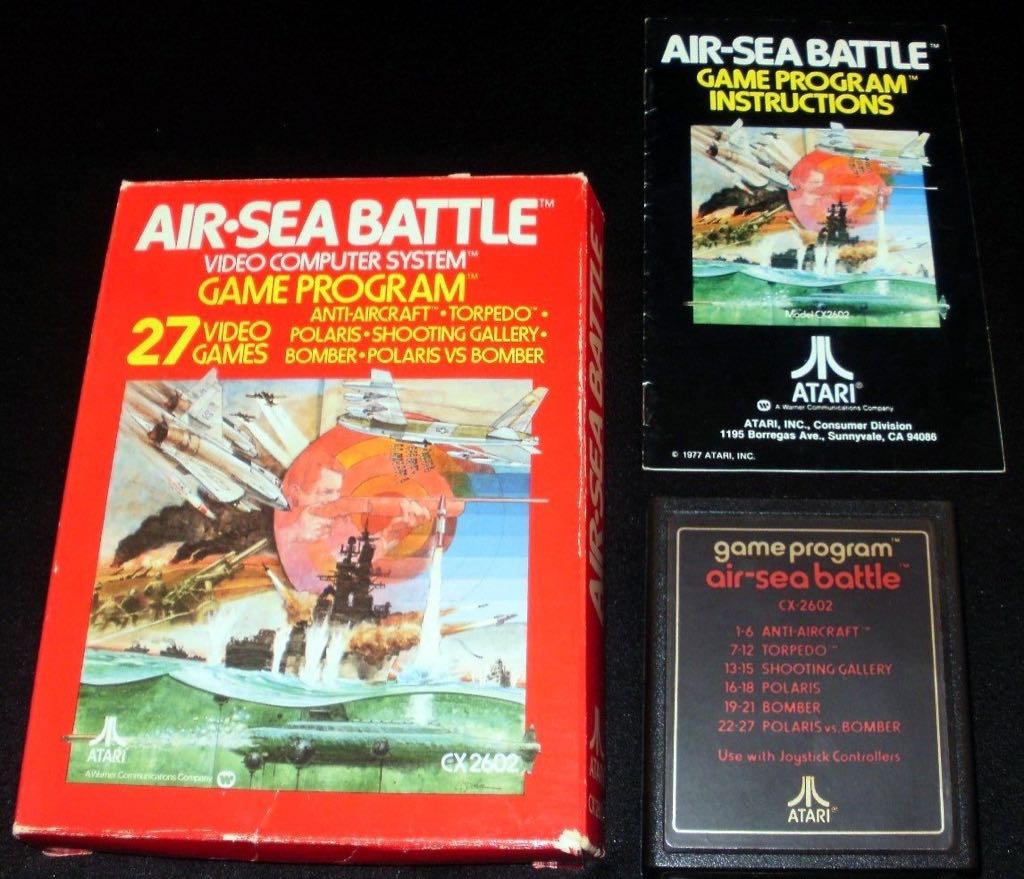 AIR•SEA BATTLE™
VIDEO COMPUTER SYSTEM™
GAME PROGRAM™
27 VIDEO GAMES
ANTI-AIRCRAFT™ • TORPEDO™ •
POLARIS • SHOOTING GALLERY •
BOMBER • POLARIS VS BOMBER
ATARI
A Warner Communications Company
CX2602
AIR-SEA BATTLE
AIR-SEA BATTLE™
GAME PROGRAM™
INSTRUCTIONS
Model CX2602
ATARI®
A Warner Communications Company
ATARI, INC., Consumer Division
1195 Borregas Ave., Sunnyvale, CA 94086
© 1977 ATARI, INC.
game program™
air-sea battle™
CX-2602
1-6 ANTI-AIRCRAFT™
7-12 TORPEDO™
13-15 SHOOTING GALLERY
16-18 POLARIS
19-21 BOMBER
22-27 POLARIS vs. BOMBER
Use with Joystick Controllers
ATARI®